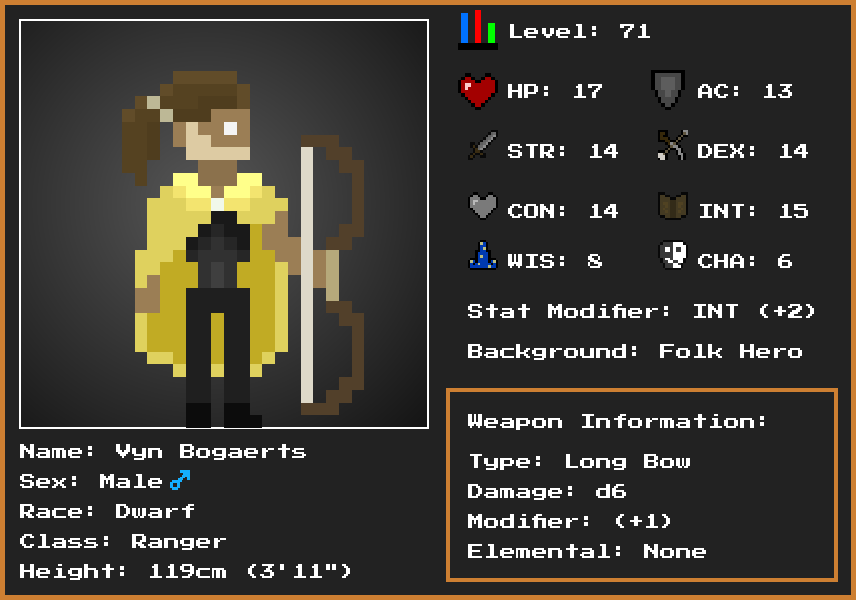 Level: 71
HP: 17
AC: 13
STR: 14
DEX: 14
CON: 14
INT: 15
WIS: 8
CHA: 6
Stat Modifier: INT (+2)
Background: Folk Hero
Weapon Information:
Type: Long Bow
Damage: d6
Modifier: (+1)
Elemental: None
Name: Vyn Bogaerts
Sex: Male ♂
Race: Dwarf
Class: Ranger
Height: 119cm (3'11")